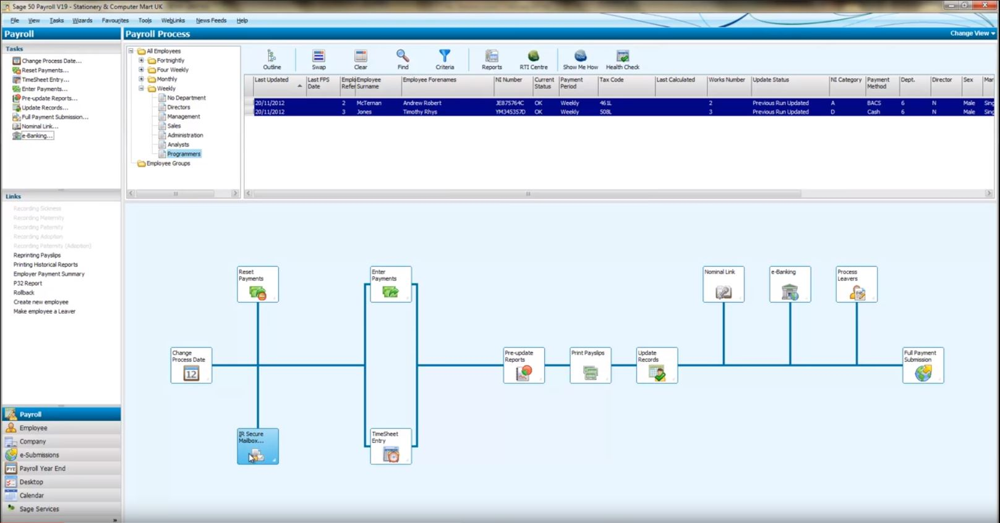 Sage 50 Payroll V19 - Stationery & Computer Mart UK
File View Tasks Wizards Favourites Tools WebLinks News Feeds Help
Payroll
Payroll Process
Change View
Tasks
Change Process Date...
Reset Payments...
TimeSheet Entry...
Enter Payments...
Pre-update Reports...
Update Records...
Full Payment Submission...
Nominal Link...
e-Banking...
All Employees
Fortnightly
Four Weekly
Monthly
Weekly
No Department
Directors
Management
Sales
Administration
Analysts
Programmers
Employee Groups
Outline Swap Clear Find Criteria Reports RTI Centre Show Me How Health Check
Last Updated Last FPS Date Emplo Refer Employee Surname Employee Forenames NI Number Current Status Payment Period Tax Code Last Calculated Works Number Update Status NI Category Payment Method Dept. Director Sex Mar
20/11/2012 2 McTernan Andrew Robert JE875764C OK Weekly 461L 2 Previous Run Updated A BACS 6 N Male Sing
20/11/2012 3 Jones Timothy Rhys YM345357D OK Weekly 508L 3 Previous Run Updated D Cash 6 N Male Sing
Links
Recording Sickness
Recording Maternity
Recording Paternity
Recording Adoption
Recording Paternity (Adoption)
Reprinting Payslips
Printing Historical Reports
Employer Payment Summary
P32 Report
Rollback
Create new employee
Make employee a Leaver
Reset
Payments
Enter
Payments
Nominal Link
e-Banking
Process
Leavers
Change
Process Date
12
Pre-update
Reports
Print Payslips
Update
Records
Full Payment
Submission
IR Secure
Mailbox...
TimeSheet
Entry
Payroll
Employee
Company
e-Submissions
PYE Payroll Year End
Desktop
Calendar
Sage Services